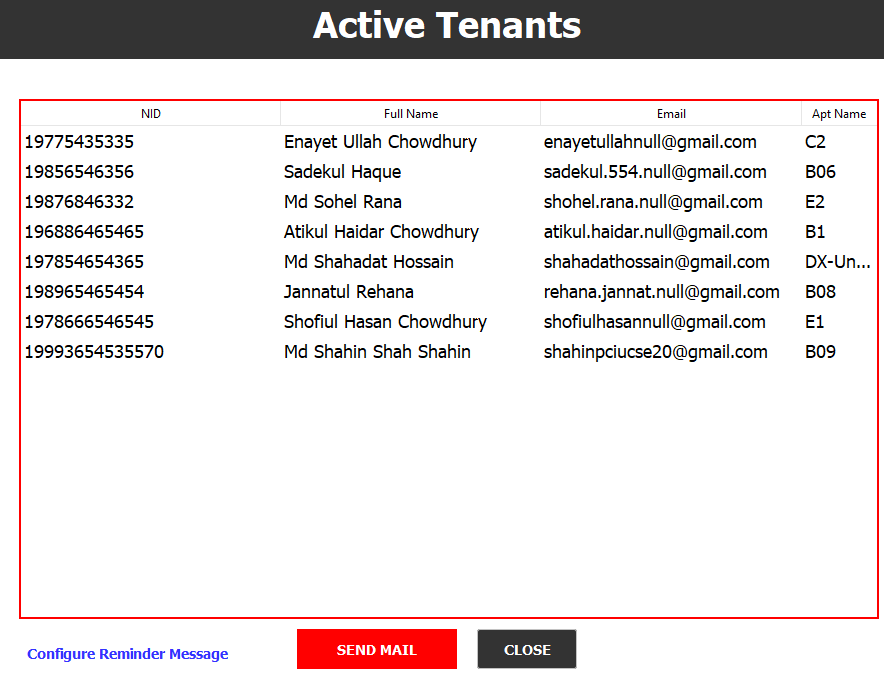 Active Tenants
NID Full Name Email Apt Name
19775435335 Enayet Ullah Chowdhury enayetullahnull@gmail.com C2
19856546356 Sadekul Haque sadekul.554.null@gmail.com B06
19876846332 Md Sohel Rana shohel.rana.null@gmail.com E2
196886465465 Atikul Haidar Chowdhury atikul.haidar.null@gmail.com B1
197854654365 Md Shahadat Hossain shahadathossain@gmail.com DX-Un...
198965465454 Jannatul Rehana rehana.jannat.null@gmail.com B08
1978666546545 Shofiul Hasan Chowdhury shofiulhasannull@gmail.com E1
19993654535570 Md Shahin Shah Shahin shahinpciucse20@gmail.com B09
Configure Reminder Message SEND MAIL CLOSE